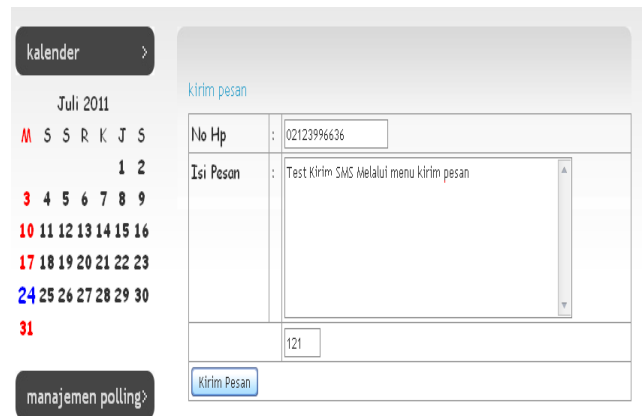 kalender >
Juli 2011
M S S R K J S
1 2
3 4 5 6 7 8 9
10 11 12 13 14 15 16
17 18 19 20 21 22 23
24 25 26 27 28 29 30
31
manajemen polling>
kirim pesan
No Hp : 02123996636
Isi Pesan : Test Kirim SMS Melalui menu kirim pesan
121
Kirim Pesan